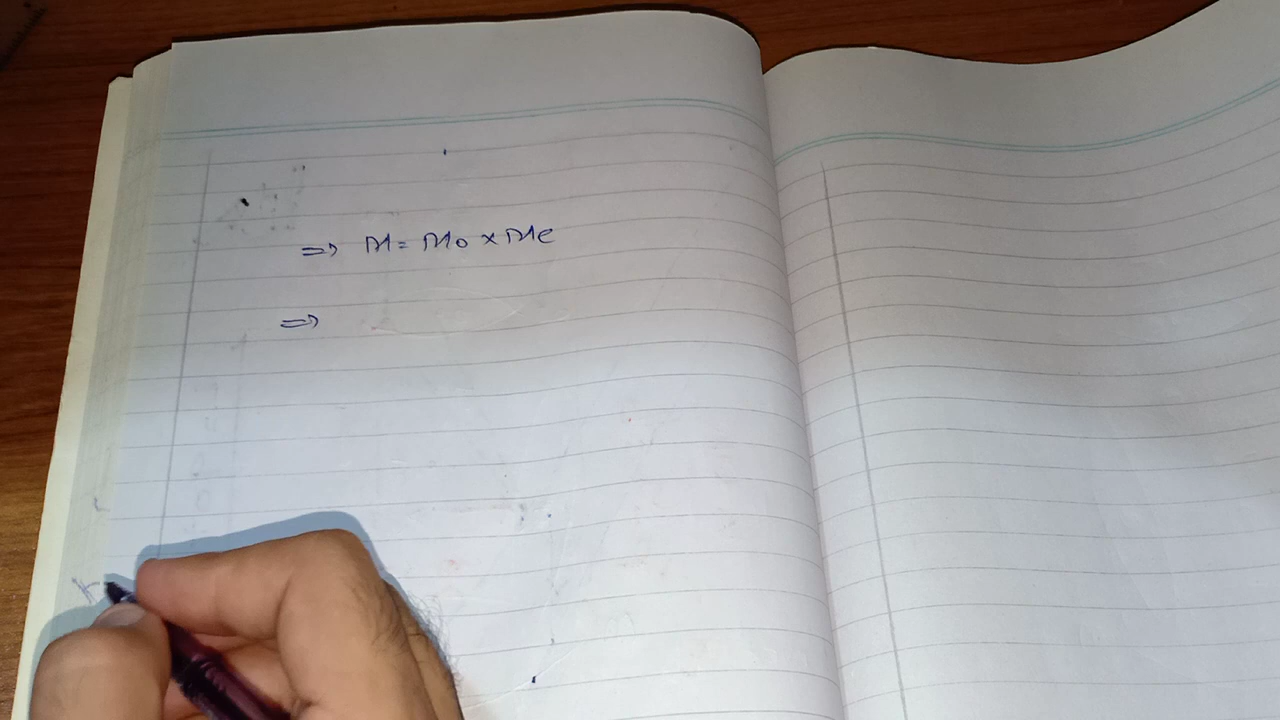 ⇒ M = Mo × Me
⇒